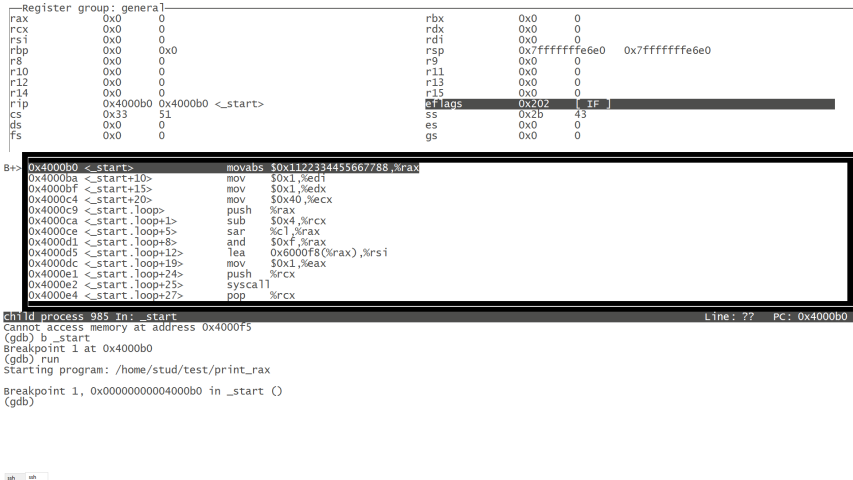 Register group: general
rax 0x0 0 rbx 0x0 0
rcx 0x0 0 rdx 0x0 0
rsi 0x0 0 rdi 0x0 0
rbp 0x0 0x0 rsp 0x7fffffffe6e0 0x7fffffffe6e0
r8 0x0 0 r9 0x0 0
r10 0x0 0 r11 0x0 0
r12 0x0 0 r13 0x0 0
r14 0x0 0 r15 0x0 0
rip 0x4000b0 0x4000b0 <_start> eflags 0x202 [ IF ]
cs 0x33 51 ss 0x2b 43
ds 0x0 0 es 0x0 0
fs 0x0 0 gs 0x0 0
B+> 0x4000b0 <_start> movabs $0x1122334455667788,%rax
0x4000ba <_start+10> mov $0x1,%edi
0x4000bf <_start+15> mov $0x1,%edx
0x4000c4 <_start+20> mov $0x40,%ecx
0x4000c9 <_start.loop> push %rax
0x4000ca <_start.loop+1> sub $0x4,%rcx
0x4000ce <_start.loop+5> sar %cl,%rax
0x4000d1 <_start.loop+8> and $0xf,%rax
0x4000d5 <_start.loop+12> lea 0x6000f8(%rax),%rsi
0x4000dc <_start.loop+19> mov $0x1,%eax
0x4000e1 <_start.loop+24> push %rcx
0x4000e2 <_start.loop+25> syscall
0x4000e4 <_start.loop+27> pop %rcx
child process 985 In: _start Line: ?? PC: 0x4000b0
Cannot access memory at address 0x4000f5
(gdb) b _start
Breakpoint 1 at 0x4000b0
(gdb) run
Starting program: /home/stud/test/print_rax
Breakpoint 1, 0x00000000004000b0 in _start ()
(gdb)
ssh ssh